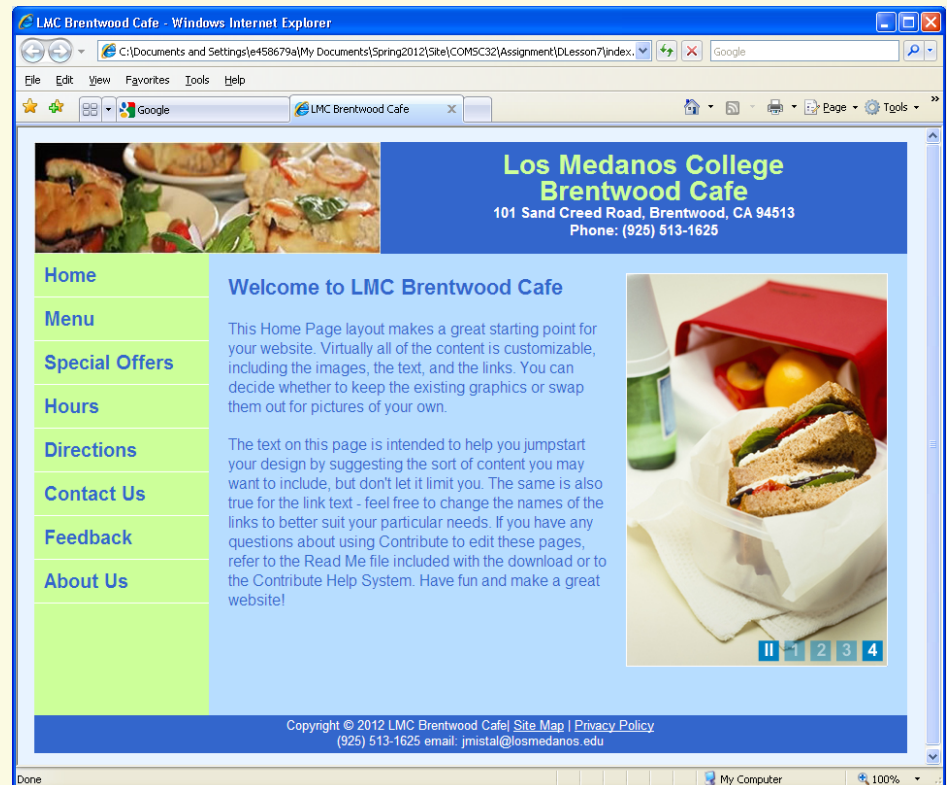 LMC Brentwood Cafe - Windows Internet Explorer
C:\Documents and Settings\e458679a\My Documents\Spring2012\Site\COMSC32\Assignment\DLesson7\index.
Google
File Edit View Favorites Tools Help
Google
LMC Brentwood Cafe
Page
Tools
Los Medanos College
Brentwood Cafe
101 Sand Creed Road, Brentwood, CA 94513
Phone: (925) 513-1625
Home
Menu
Special Offers
Hours
Directions
Contact Us
Feedback
About Us
Welcome to LMC Brentwood Cafe
This Home Page layout makes a great starting point for
your website. Virtually all of the content is customizable,
including the images, the text, and the links. You can
decide whether to keep the existing graphics or swap
them out for pictures of your own.
The text on this page is intended to help you jumpstart
your design by suggesting the sort of content you may
want to include, but don't let it limit you. The same is also
true for the link text - feel free to change the names of the
links to better suit your particular needs. If you have any
questions about using Contribute to edit these pages,
refer to the Read Me file included with the download or to
the Contribute Help System. Have fun and make a great
website!
1 2 3 4
Copyright © 2012 LMC Brentwood Cafe| Site Map | Privacy Policy
(925) 513-1625 email: jmistal@losmedanos.edu
Done
My Computer
100%